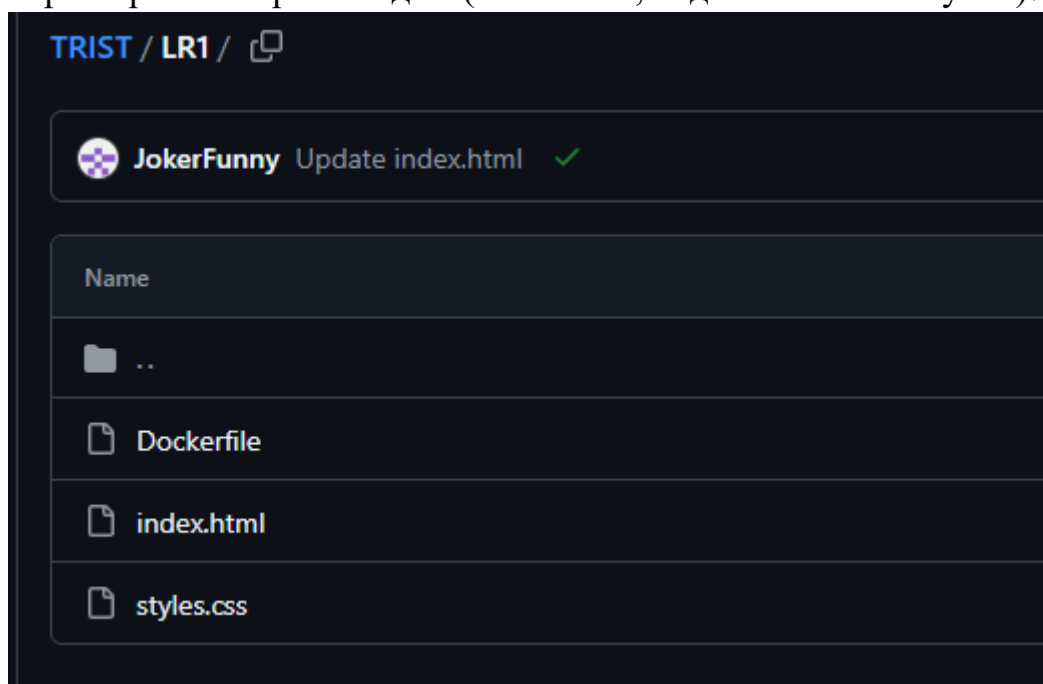 TRIST / LR1 /
JokerFunny Update index.html
Name
..
Dockerfile
index.html
styles.css